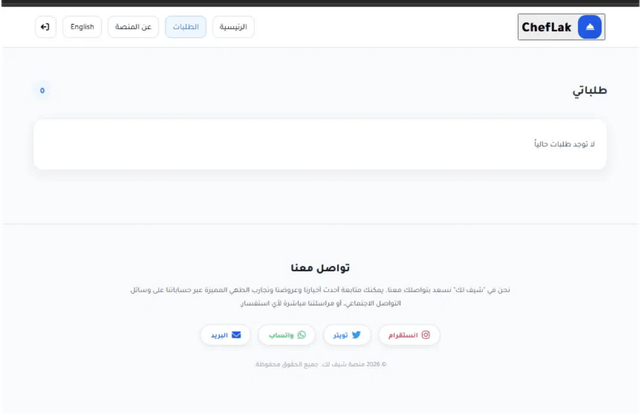 ChefLak
الرئيسية
الطلبات
عن المنصة
English
طلباتي
0
لا توجد طلبات حالياً
تواصل معنا
نحن في "شيف لك" نسعد بتواصلك معنا. يمكنك متابعة أحدث أخبارنا وعروضنا وتجارب الطهي المميزة عبر حساباتنا على وسائل
التواصل الاجتماعي، أو مراسلتنا مباشرة لأي استفسار.
انستقرام
تويتر
واتساب
البريد
© 2026 منصة شيف لك. جميع الحقوق محفوظة.